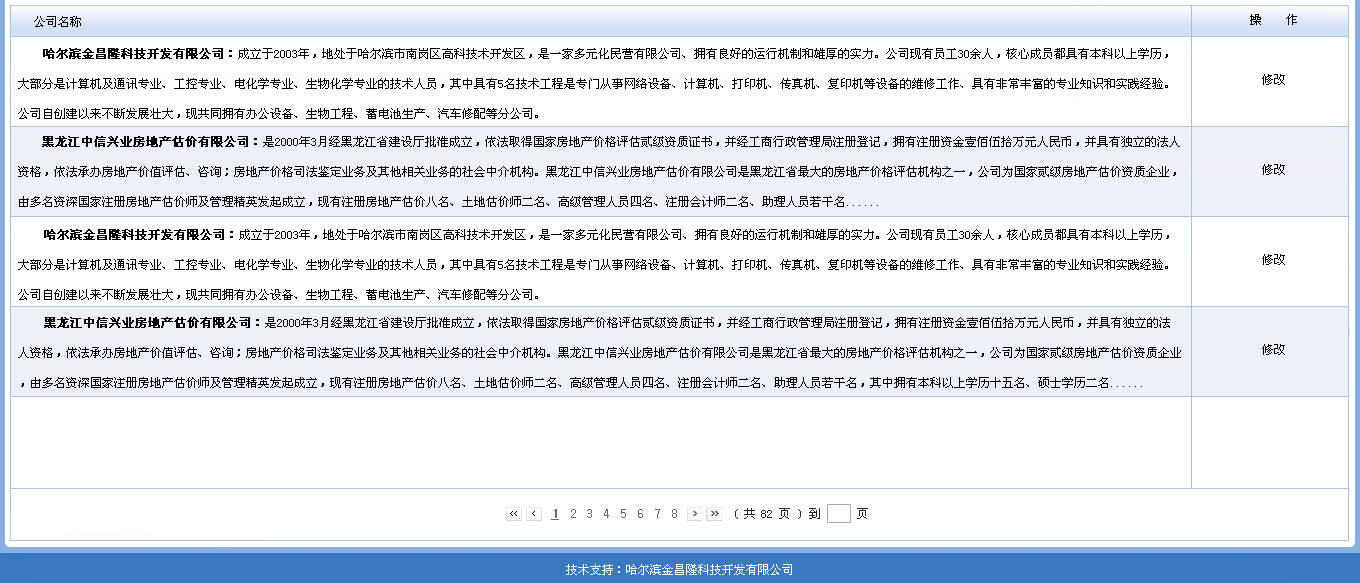 公司名称 操 作
哈尔滨金昌隆科技开发有限公司：成立于2003年，地处于哈尔滨市南岗区高科技术开发区，是一家多元化民营有限公司、拥有良好的运行机制和雄厚的实力。公司现有员工30余人，核心成员都具有本科以上学历，
大部分是计算机及通讯专业、工控专业、电化学专业、生物化学专业的技术人员，其中具有5名技术工程是专门从事网络设备、计算机、打印机、传真机、复印机等设备的维修工作、具有非常丰富的专业知识和实践经验。
修改
公司自创建以来不断发展壮大，现共同拥有办公设备、生物工程、蓄电池生产、汽车修配等分公司。
黑龙江中信兴业房地产估价有限公司：是2000年3月经黑龙江省建设厅批准成立，依法取得国家房地产价格评估贰级资质证书，并经工商行政管理局注册登记，拥有注册资金壹佰伍拾万元人民币，并具有独立的法人
资格，依法承办房地产价值评估、咨询；房地产价格司法鉴定业务及其他相关业务的社会中介机构。黑龙江中信兴业房地产估价有限公司是黑龙江省最大的房地产价格评估机构之一，公司为国家贰级房地产估价资质企业，
修改
由多名资深国家注册房地产估价师及管理精英发起成立，现有注册房地产估价八名、土地估价师二名、高级管理人员四名、注册会计师二名、助理人员若干名......
哈尔滨金昌隆科技开发有限公司：成立于2003年，地处于哈尔滨市南岗区高科技术开发区，是一家多元化民营有限公司、拥有良好的运行机制和雄厚的实力。公司现有员工30余人，核心成员都具有本科以上学历，
大部分是计算机及通讯专业、工控专业、电化学专业、生物化学专业的技术人员，其中具有5名技术工程是专门从事网络设备、计算机、打印机、传真机、复印机等设备的维修工作、具有非常丰富的专业知识和实践经验。
修改
公司自创建以来不断发展壮大，现共同拥有办公设备、生物工程、蓄电池生产、汽车修配等分公司。
黑龙江中信兴业房地产估价有限公司：是2000年3月经黑龙江省建设厅批准成立，依法取得国家房地产价格评估贰级资质证书，并经工商行政管理局注册登记，拥有注册资金壹佰伍拾万元人民币，并具有独立的法
人资格，依法承办房地产价值评估、咨询；房地产价格司法鉴定业务及其他相关业务的社会中介机构。黑龙江中信兴业房地产估价有限公司是黑龙江省最大的房地产价格评估机构之一，公司为国家贰级房地产估价资质企业
修改
，由多名资深国家注册房地产估价师及管理精英发起成立，现有注册房地产估价八名、土地估价师二名、高级管理人员四名、注册会计师二名、助理人员若干名，其中拥有本科以上学历十五名、硕士学历二名......
« ‹ 1 2 3 4 5 6 7 8 › » （共 82 页）到 页
技术支持：哈尔滨金昌隆科技开发有限公司